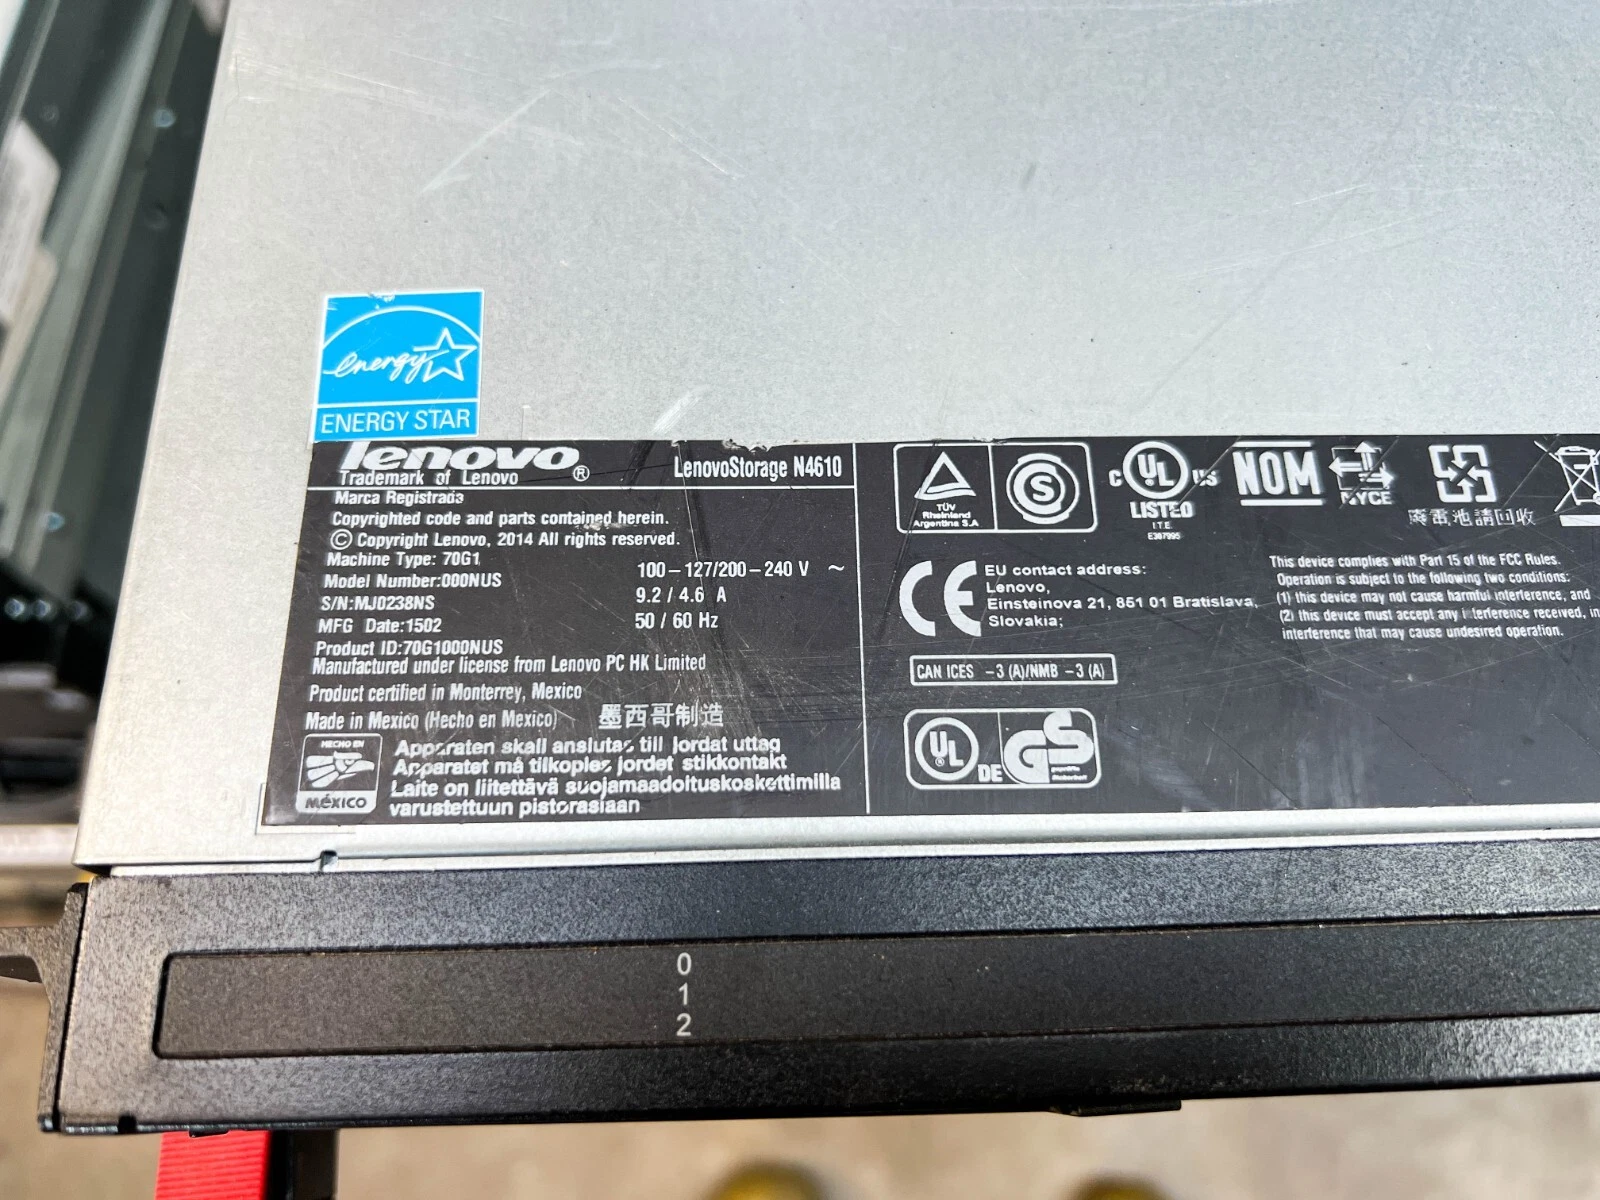 energy
ENERGY STAR
lenovo ®
Trademark of Lenovo
LenovoStorage N4610
Marca Registrada
Copyrighted code and parts contained herein.
© Copyright Lenovo, 2014 All rights reserved.
Machine Type: 70G1
Model Number:000NUS
S/N:MJ0238NS
MFG Date:1502
Product ID:70G1000NUS
100-127/200-240 V ~
9.2 / 4.6 A
50 / 60 Hz
Manufactured under license from Lenovo PC HK Limited
Product certified in Monterrey, Mexico
Made in Mexico (Hecho en Mexico) 墨西哥制造
HECHO EN
MÉXICO
Apparaten skall anslutas till jordat uttag
Apparatet må tilkoples jordet stikkontakt
Laite on liitettävä suojamaadoituskoskettimilla
varustettuun pistorasiaan
TÜV
Rheinland
Argentina S.A
S
C UL US
LISTED
I.T.E.
E387995
NOM
NYCE
廢電池請回收
CE
EU contact address:
Lenovo,
Einsteinova 21, 851 01 Bratislava,
Slovakia;
This device complies with Part 15 of the FCC Rules.
Operation is subject to the following two conditions:
(1) this device may not cause harmful interference, and
(2) this device must accept any interference received, in
interference that may cause undesired operation.
CAN ICES -3 (A)/NMB -3 (A)
UL
DE
GS
geprüfte
Sicherheit
0
1
2